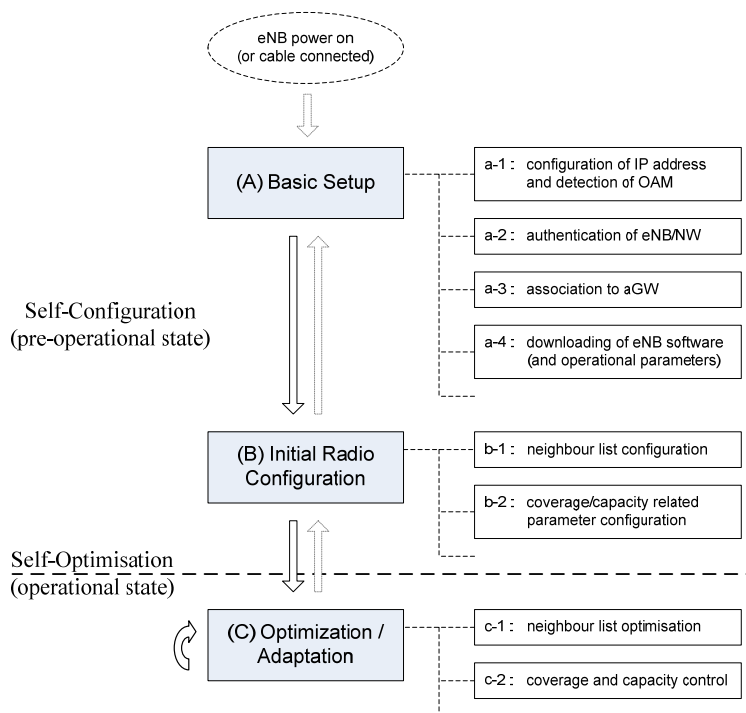 eNB power on
(or cable connected)
(A) Basic Setup
a-1 : configuration of IP address
and detection of OAM
a-2 : authentication of eNB/NW
a-3 : association to aGW
a-4 : downloading of eNB software
(and operational parameters)
Self-Configuration
(pre-operational state)
(B) Initial Radio
Configuration
b-1 : neighbour list configuration
b-2 : coverage/capacity related
parameter configuration
Self-Optimisation
(operational state)
(C) Optimization /
Adaptation
c-1 : neighbour list optimisation
c-2 : coverage and capacity control